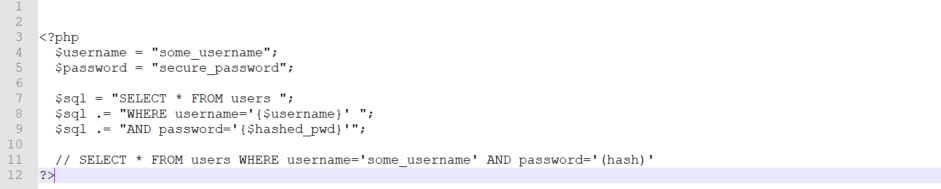 1
2
3 <?php
4 $username = "some_username";
5 $password = "secure_password";
6
7 $sql = "SELECT * FROM users ";
8 $sql .= "WHERE username='{$username}' ";
9 $sql .= "AND password='{$hashed_pwd}'";
10
11 // SELECT * FROM users WHERE username='some_username' AND password='(hash)'
12 ?>